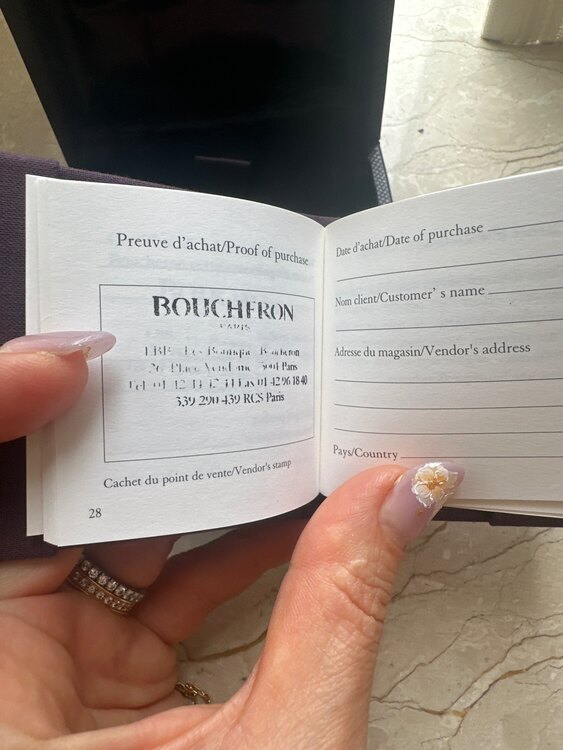 Preuve d'achat/Proof of purchase
BOUCHERON
PARIS
Boucheron
26 Place Paris
01 42 96 18 40
339 290 439 RCS Paris
Cachet du point de vente/Vendor's stamp
28
Date d'achat/Date of purchase
Nom client/Customer' s name
Adresse du magasin/Vendor's address
Pays/Country